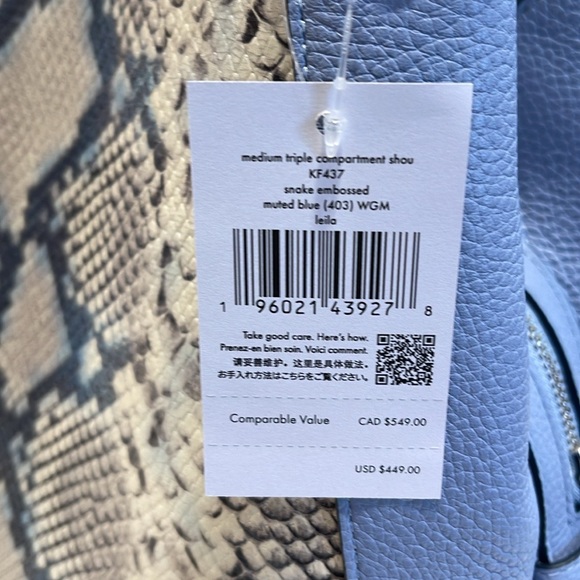 medium triple compartment shou
KF437
snake embossed
muted blue (403) WGM
leila
1 96021 43927 8
Take good care. Here's how.
Prenez-en bien soin. Voici comment.
请妥善维护。这里是具体做法。
お手入れ方法はこちらをご覧ください。
Comparable Value CAD $549.00
USD $449.00